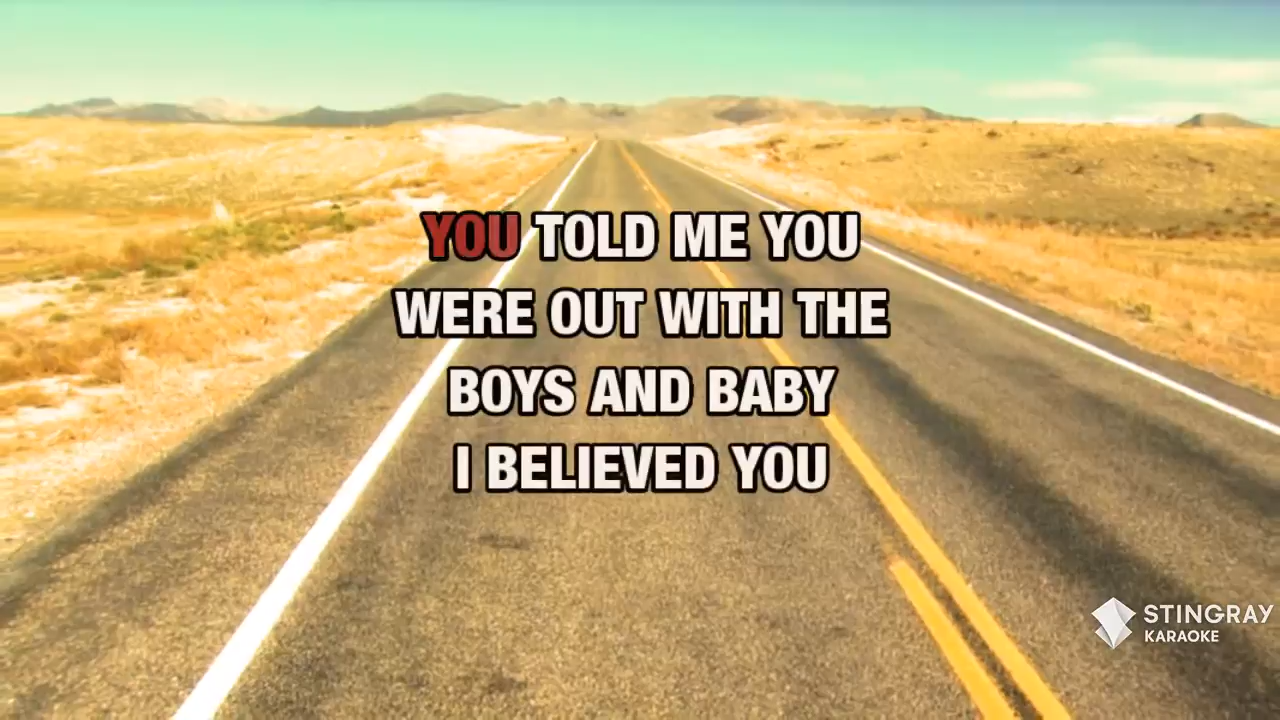 YOU TOLD ME YOU
WERE OUT WITH THE
BOYS AND BABY
I BELIEVED YOU
STINGRAY
KARAOKE